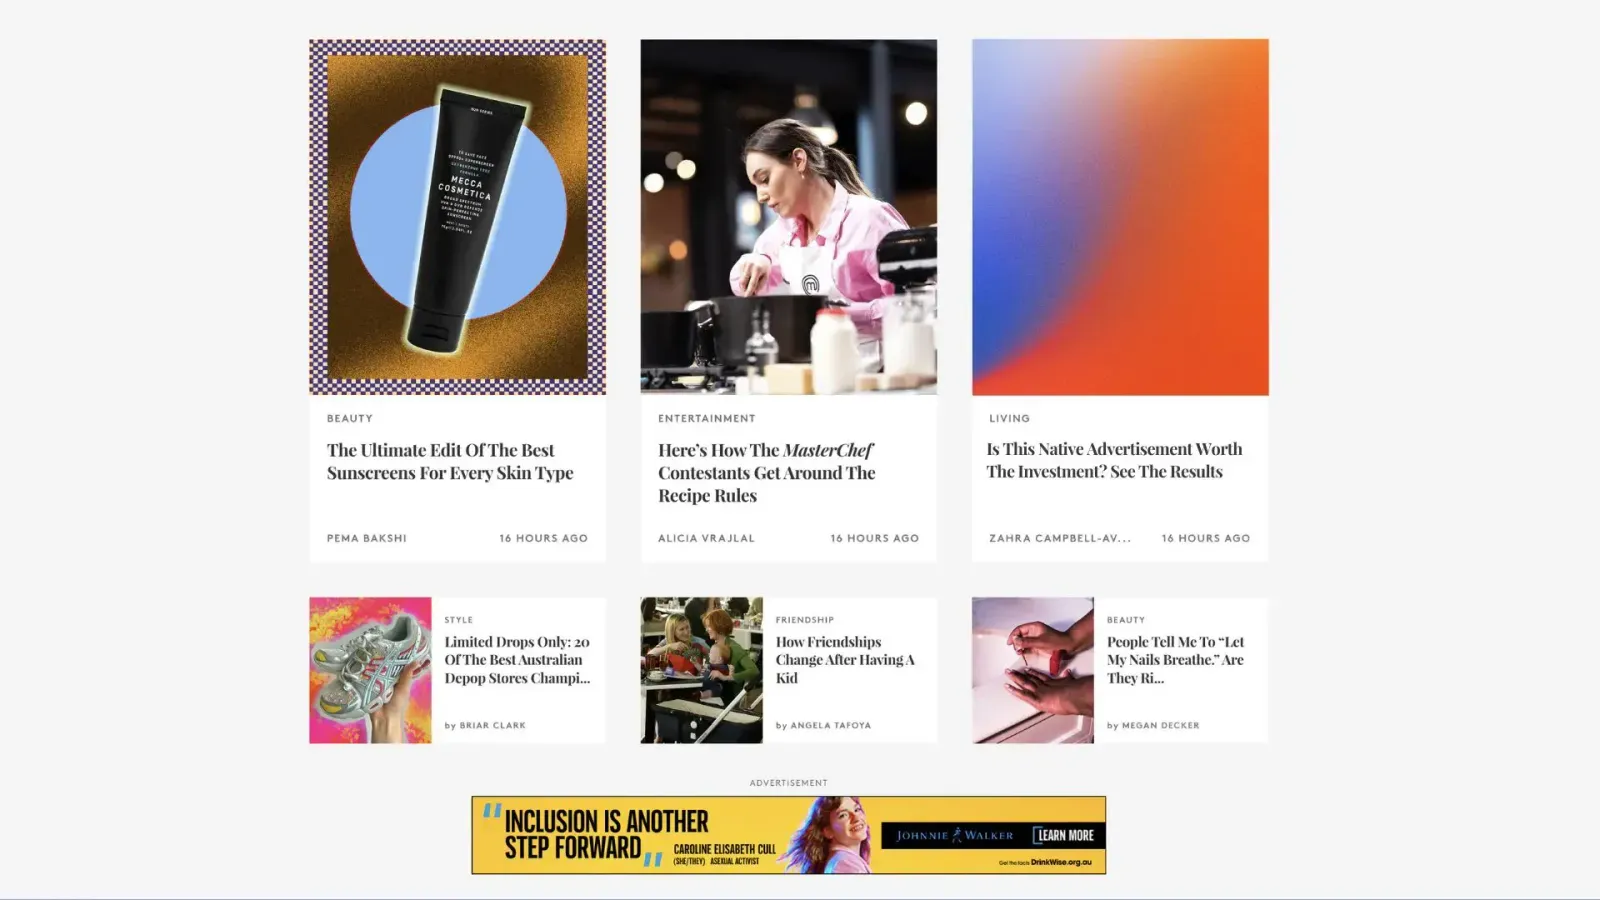 MECCA
COSMETICA
BEAUTY
The Ultimate Edit Of The Best
Sunscreens For Every Skin Type
PEMA BAKSHI
16 HOURS AGO
ENTERTAINMENT
Here's How The MasterChef
Contestants Get Around The
Recipe Rules
ALICIA VRAJLAL
16 HOURS AGO
LIVING
Is This Native Advertisement Worth
The Investment? See The Results
ZAHRA CAMPBELL-AV...
16 HOURS AGO
STYLE
Limited Drops Only: 20
Of The Best Australian
Depop Stores Champi...
by BRIAR CLARK
FRIENDSHIP
How Friendships
Change After Having A
Kid
by ANGELA TAFOYA
BEAUTY
People Tell Me To “Let
My Nails Breathe.” Are
They Ri...
by MEGAN DECKER
ADVERTISEMENT
"INCLUSION IS ANOTHER
STEP FORWARD"
CAROLINE ELISABETH CULL
(SHE/THEY) ASEXUAL ACTIVIST
JOHNNIE WALKER
LEARN MORE
Get the facts DrinkWise.org.au